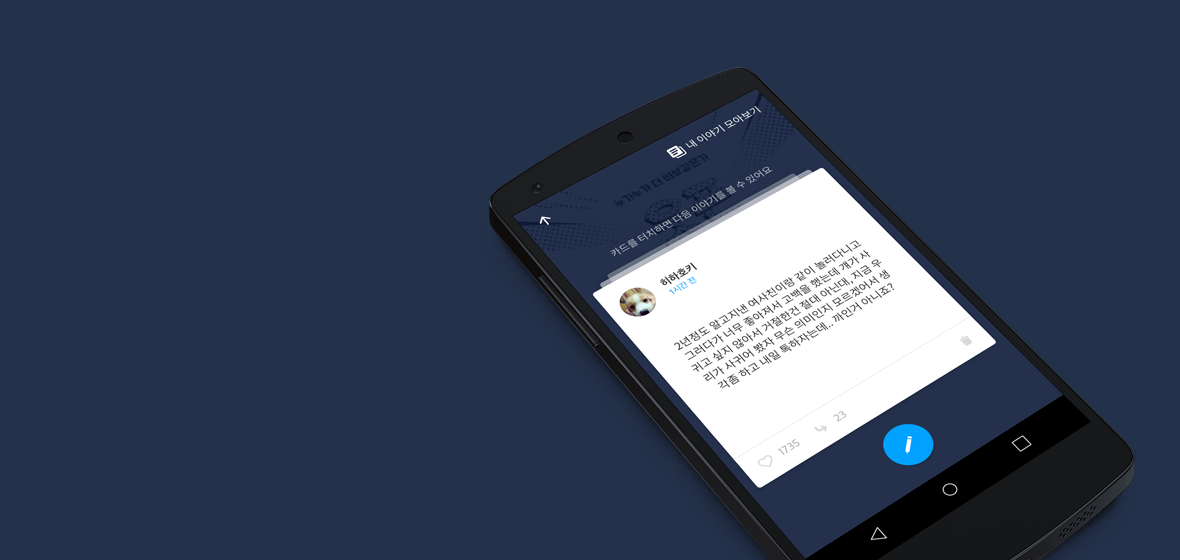 내 이야기 모아보기
누가누가 더 바보같은가
카드를 터치하면 다음 이야기를 볼 수 있어요
히하호키
1시간 전
2년정도 알고지낸 여사친이랑 같이 놀러다니고
그러다가 너무 좋아져서 고백을 했는데 걔가 사
귀고 싶지 않아서 거절한건 절대 아닌대, 지금 우
리가 사귀어 봤자 무슨 의미인지 모르겠어서 생
각좀 하고 내일 톡하자는데.. 까인거 아니죠?
1735
23